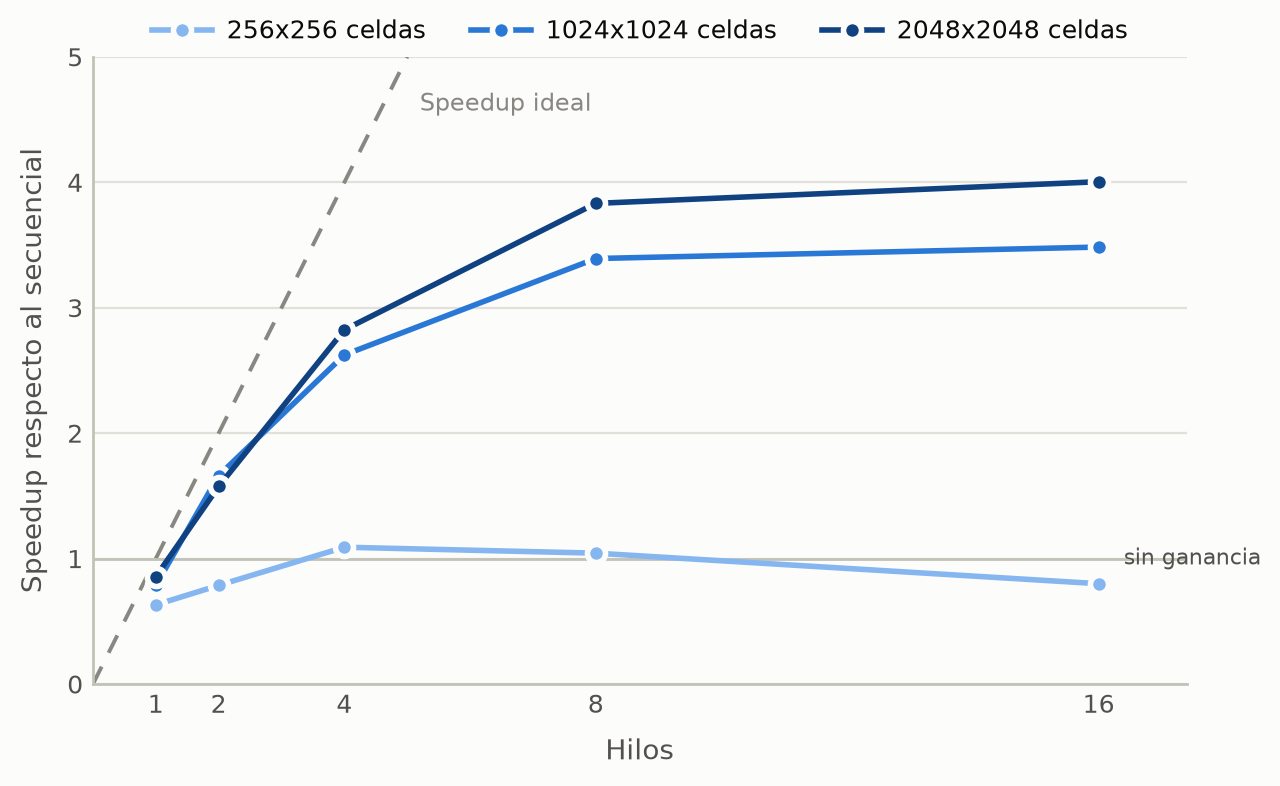 256x256 celdas 1024x1024 celdas 2048x2048 celdas
5
Speedup ideal
4
3
2
1
sin ganancia
0
Speedup respecto al secuencial
1 2 4 8 16
Hilos